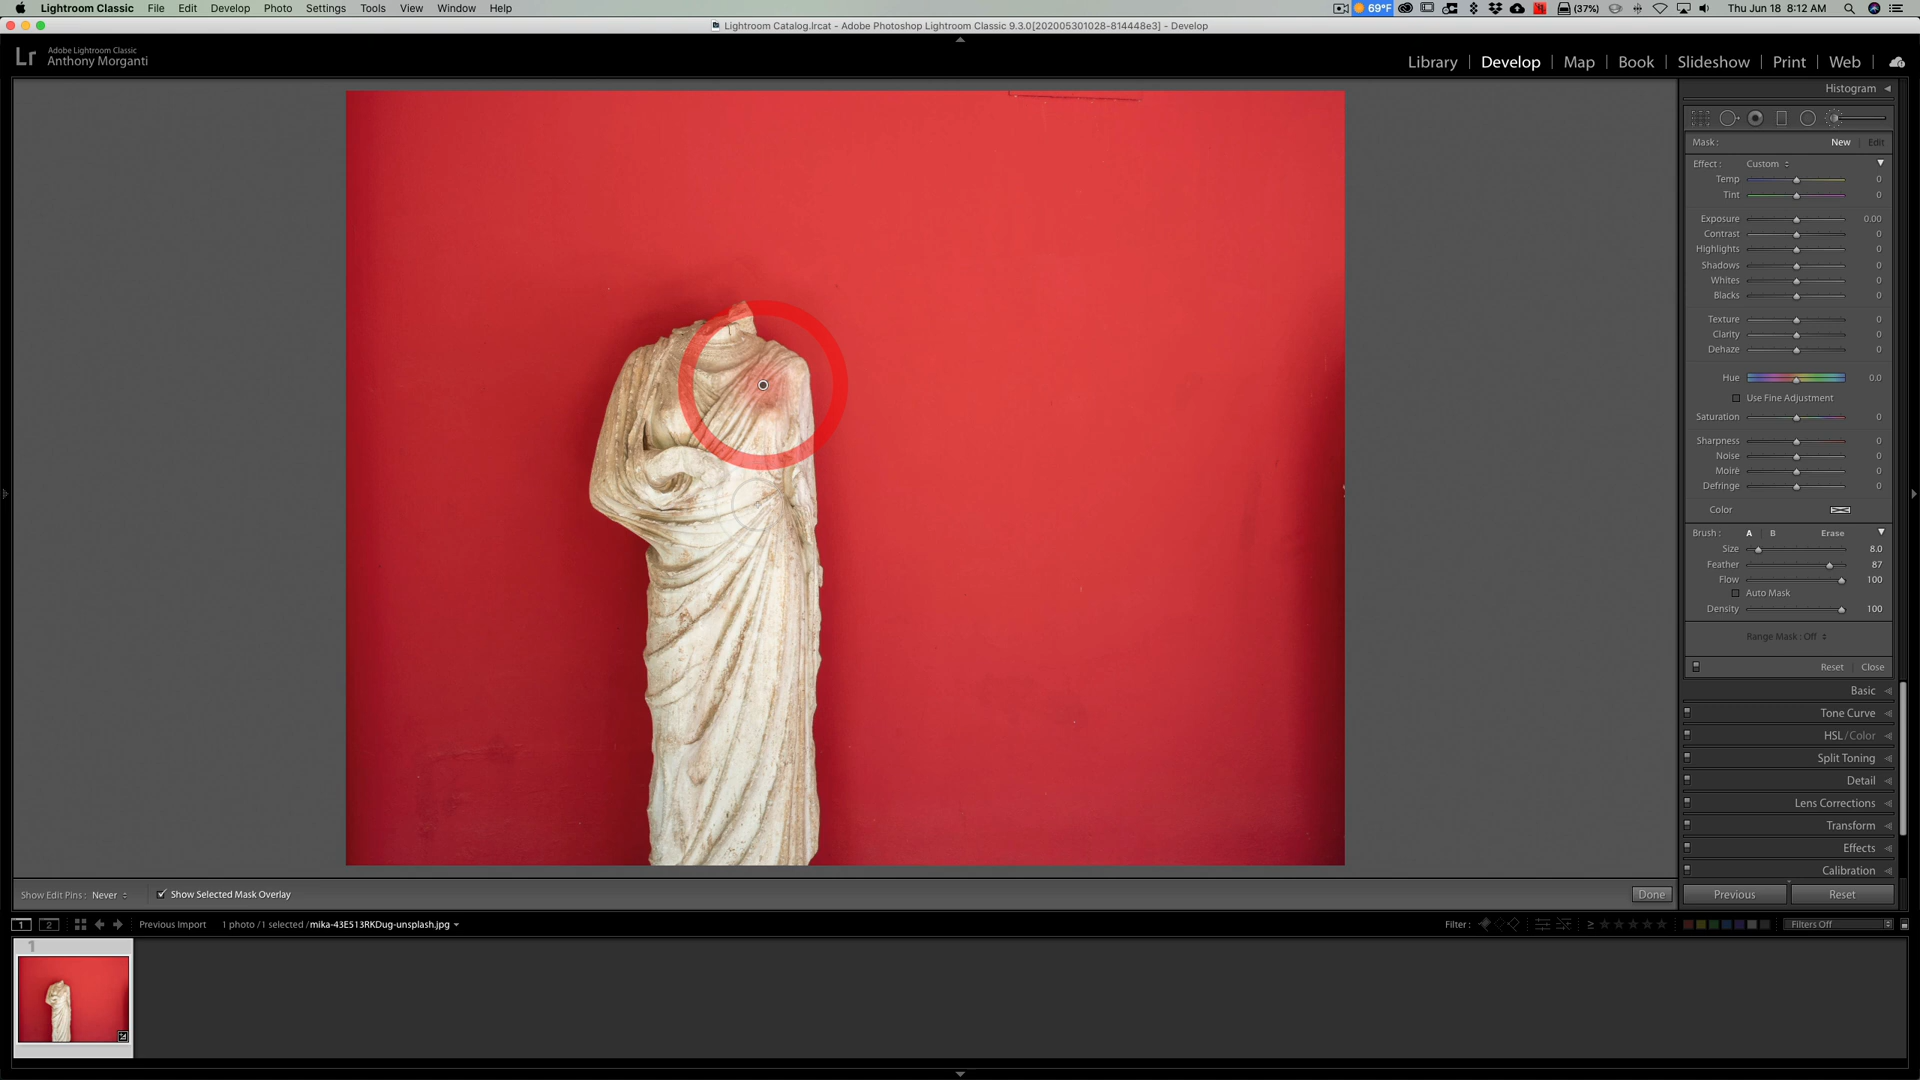 Lightroom Classic File Edit Develop Photo Settings Tools View Window Help
69°F (37%) Thu Jun 18 8:12 AM
Lightroom Catalog.lrcat - Adobe Photoshop Lightroom Classic 9.3.0[202005301028-814448e3] - Develop
Lr Adobe Lightroom Classic
Anthony Morganti
Library | Develop | Map | Book | Slideshow | Print | Web
Histogram
Mask : New | Edit
Effect : Custom
Temp 0
Tint 0
Exposure 0.00
Contrast 0
Highlights 0
Shadows 0
Whites 0
Blacks 0
Texture 0
Clarity 0
Dehaze 0
Hue 0.0
Use Fine Adjustment
Saturation 0
Sharpness 0
Noise 0
Moiré 0
Defringe 0
Color
Brush : A | B Erase
Size 8.0
Feather 87
Flow 100
Auto Mask
Density 100
Range Mask : Off
Reset | Close
Basic
Tone Curve
HSL / Color
Split Toning
Detail
Lens Corrections
Transform
Effects
Calibration
Show Edit Pins : Never Show Selected Mask Overlay Done Previous Reset
1 2 Previous Import 1 photo / 1 selected / mika-43E513RKDug-unsplash.jpg Filter : ≥ Filters Off
1